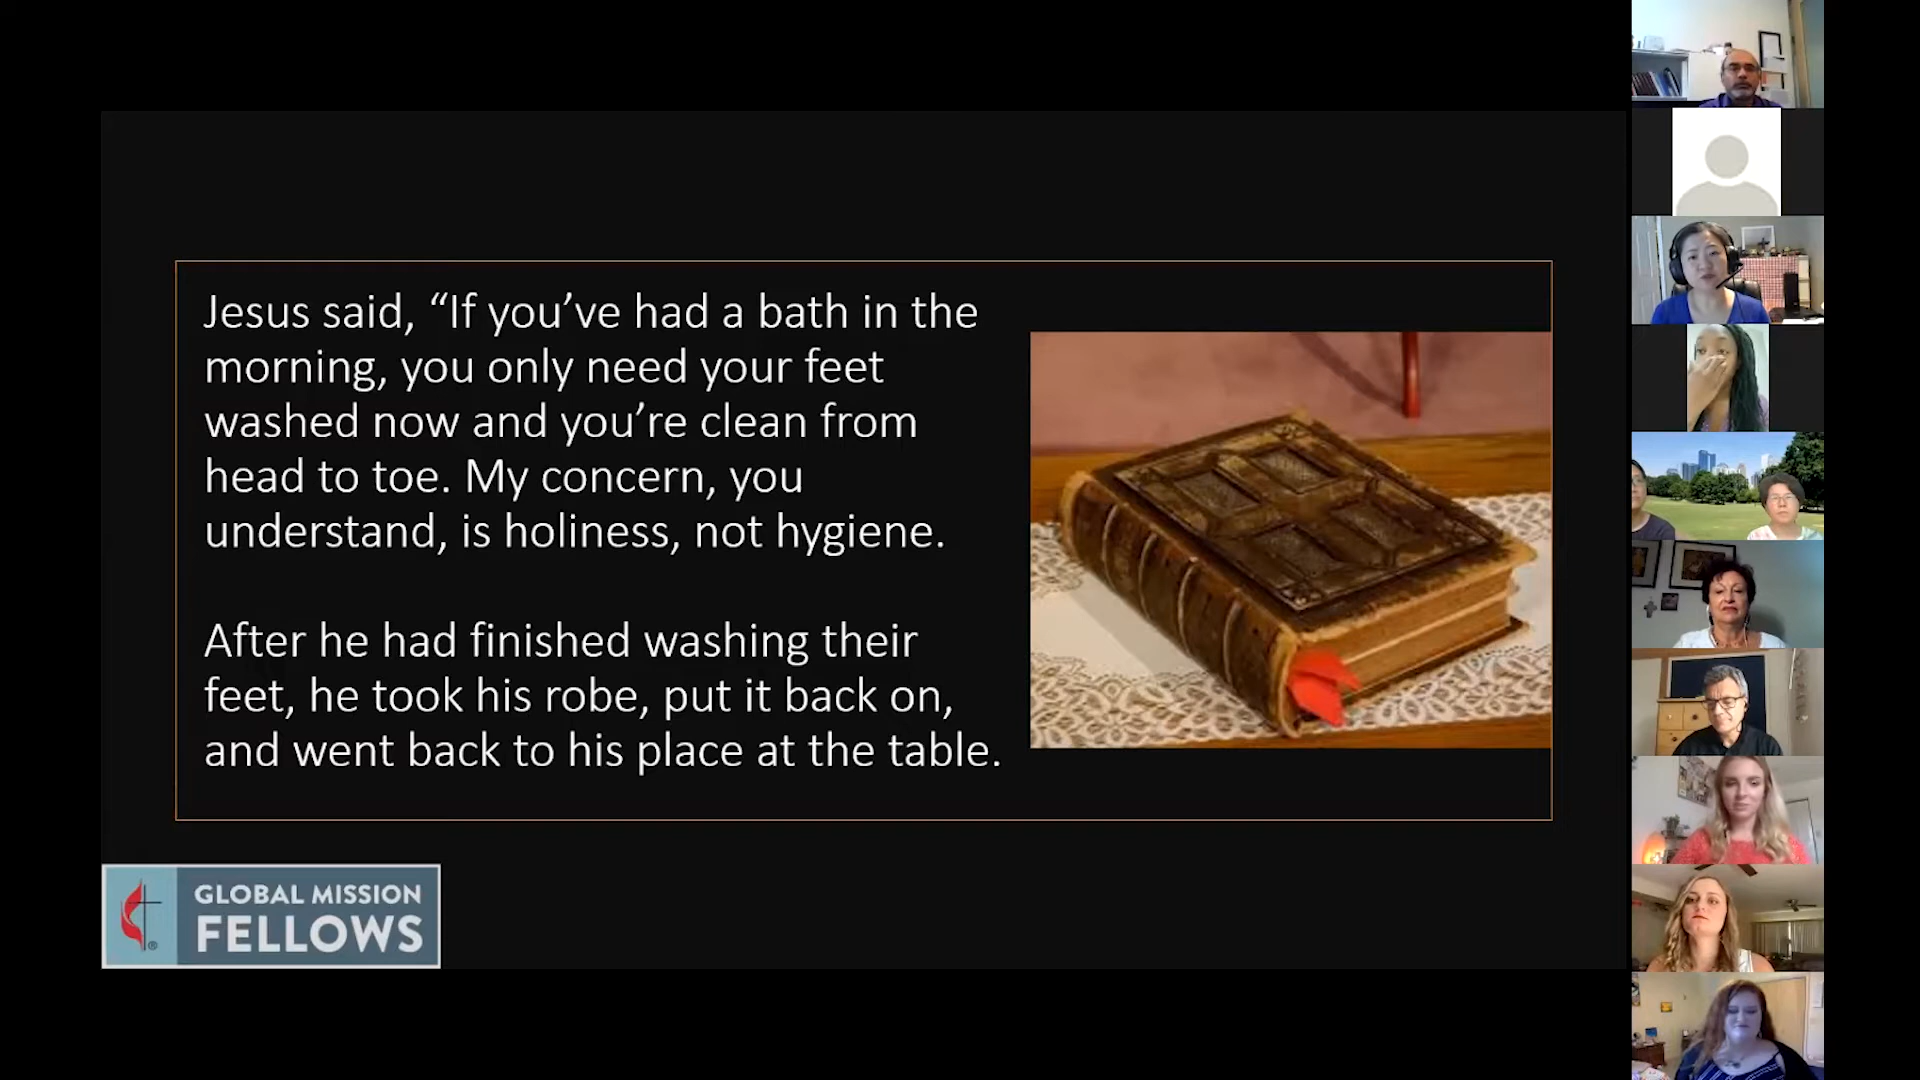 Jesus said, “If you’ve had a bath in the
morning, you only need your feet
washed now and you’re clean from
head to toe. My concern, you
understand, is holiness, not hygiene.
After he had finished washing their
feet, he took his robe, put it back on,
and went back to his place at the table.
GLOBAL MISSION
FELLOWS
®